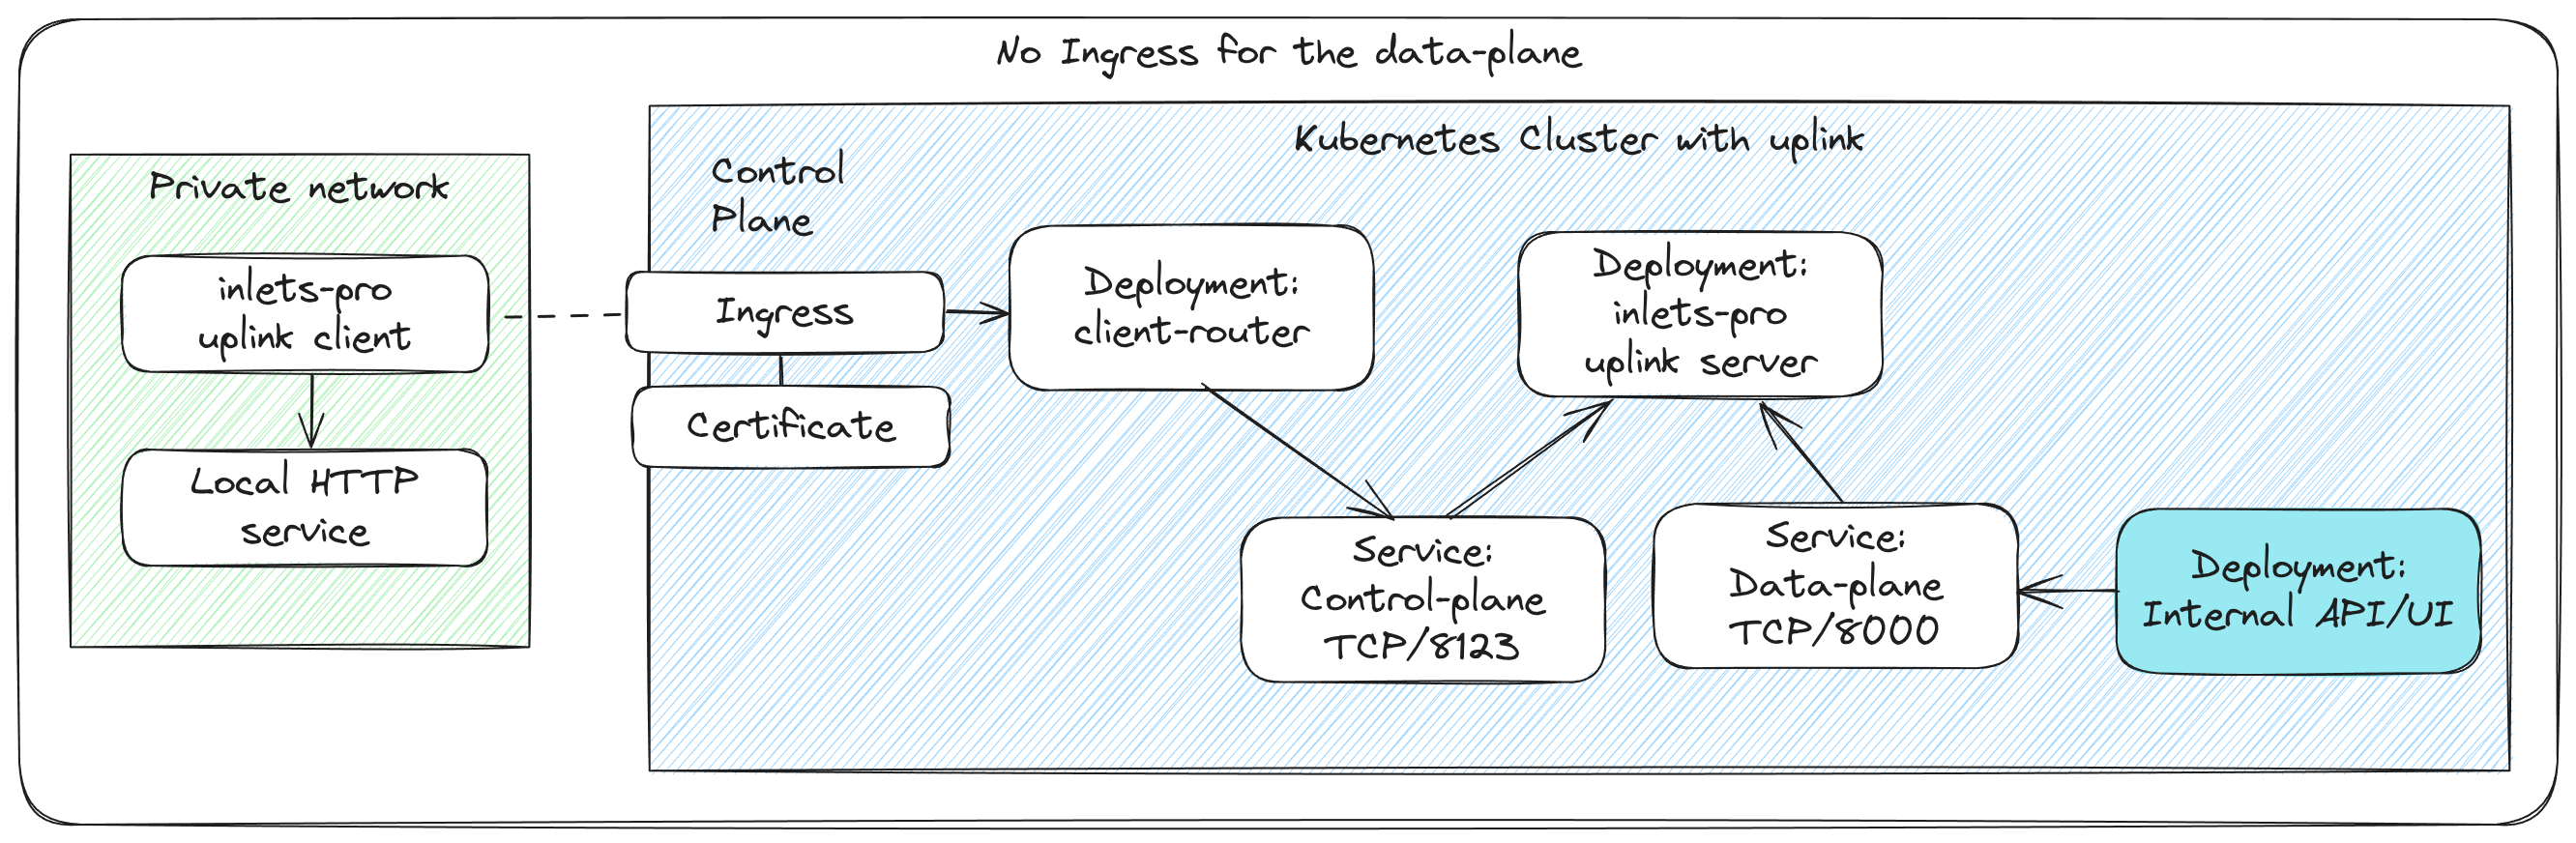 No Ingress for the data-plane
Kubernetes Cluster with uplink
Private network
inlets-pro
uplink client
Local HTTP
service
Control
Plane
Ingress
Certificate
Deployment:
client-router
Deployment:
inlets-pro
uplink server
Service:
Control-plane
TCP/8123
Service:
Data-plane
TCP/8000
Deployment:
Internal API/UI